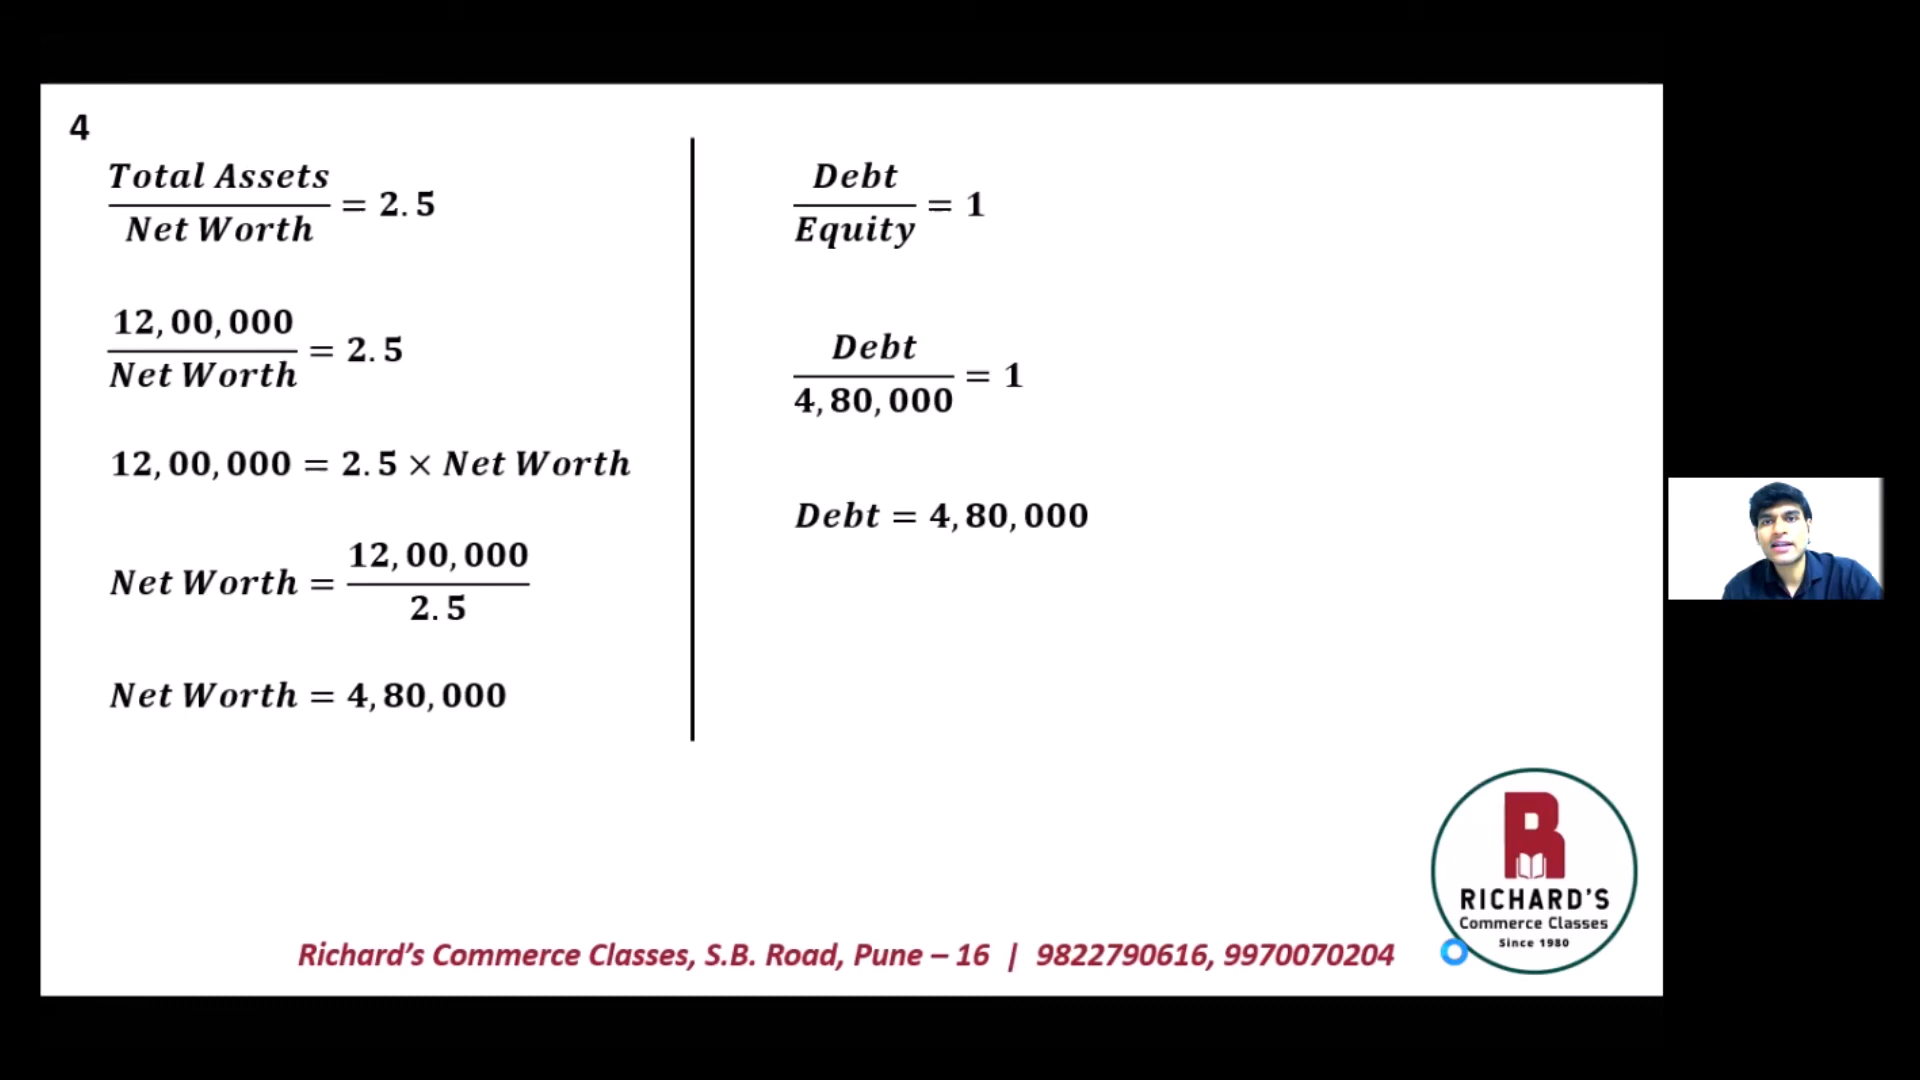 4
Total Assets
Net Worth
= 2.5
12,00,000
Net Worth
= 2.5
12,00,000 = 2.5 × Net Worth
Net Worth =
12,00,000
2.5
Net Worth = 4,80,000
Debt
Equity
= 1
Debt
4,80,000
= 1
Debt = 4,80,000
RICHARD'S
Commerce Classes
Since 1980
Richard's Commerce Classes, S.B. Road, Pune – 16 | 9822790616, 9970070204